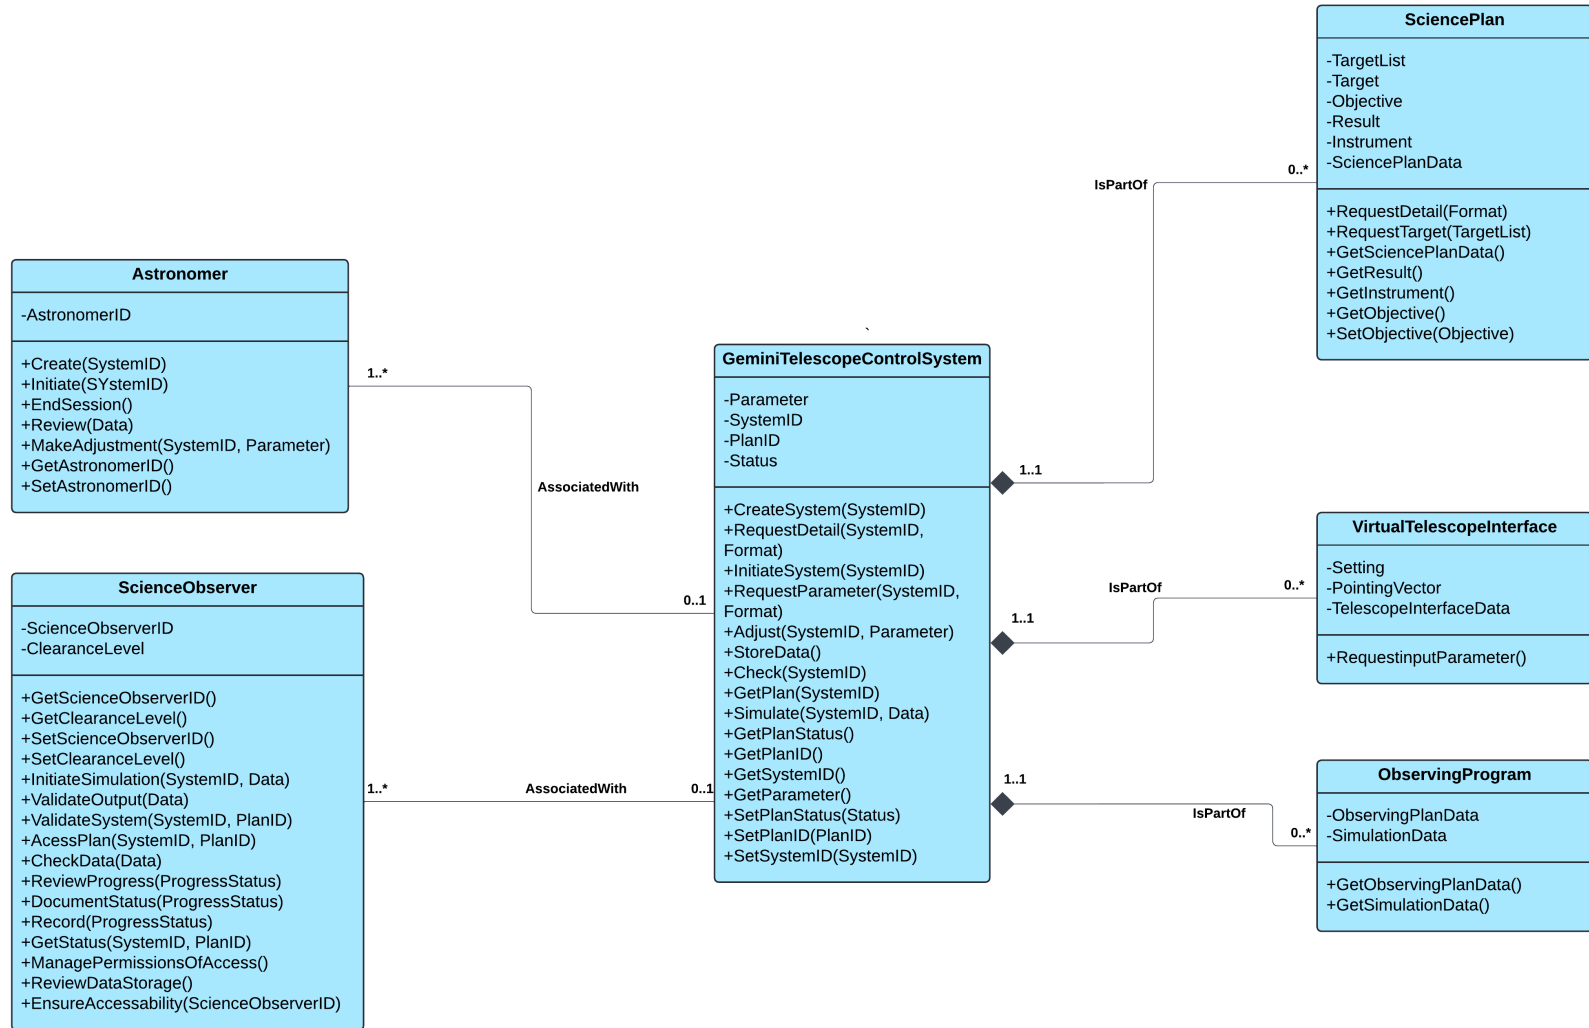 SciencePlan
-TargetList
-Target
-Objective
-Result
-Instrument
-SciencePlanData
+RequestDetail(Format)
+RequestTarget(TargetList)
+GetSciencePlanData()
+GetResult()
+GetInstrument()
+GetObjective()
+SetObjective(Objective)
0..*
IsPartOf
1..1
Astronomer
-AstronomerID
+Create(SystemID)
+Initiate(SYstemID)
+EndSession()
+Review(Data)
+MakeAdjustment(SystemID, Parameter)
+GetAstronomerID()
+SetAstronomerID()
1..*
AssociatedWith
0..1
`
GeminiTelescopeControlSystem
-Parameter
-SystemID
-PlanID
-Status
+CreateSystem(SystemID)
+RequestDetail(SystemID,
Format)
+InitiateSystem(SystemID)
+RequestParameter(SystemID,
Format)
+Adjust(SystemID, Parameter)
+StoreData()
+Check(SystemID)
+GetPlan(SystemID)
+Simulate(SystemID, Data)
+GetPlanStatus()
+GetPlanID()
+GetSystemID()
+GetParameter()
+SetPlanStatus(Status)
+SetPlanID(PlanID)
+SetSystemID(SystemID)
VirtualTelescopeInterface
-Setting
-PointingVector
-TelescopeInterfaceData
+RequestinputParameter()
IsPartOf
0..*
1..1
ScienceObserver
-ScienceObserverID
-ClearanceLevel
+GetScienceObserverID()
+GetClearanceLevel()
+SetScienceObserverID()
+SetClearanceLevel()
+InitiateSimulation(SystemID, Data)
+ValidateOutput(Data)
+ValidateSystem(SystemID, PlanID)
+AcessPlan(SystemID, PlanID)
+CheckData(Data)
+ReviewProgress(ProgressStatus)
+DocumentStatus(ProgressStatus)
+Record(ProgressStatus)
+GetStatus(SystemID, PlanID)
+ManagePermissionsOfAccess()
+ReviewDataStorage()
+EnsureAccessability(ScienceObserverID)
1..*
AssociatedWith
0..1
1..1
IsPartOf
0..*
ObservingProgram
-ObservingPlanData
-SimulationData
+GetObservingPlanData()
+GetSimulationData()